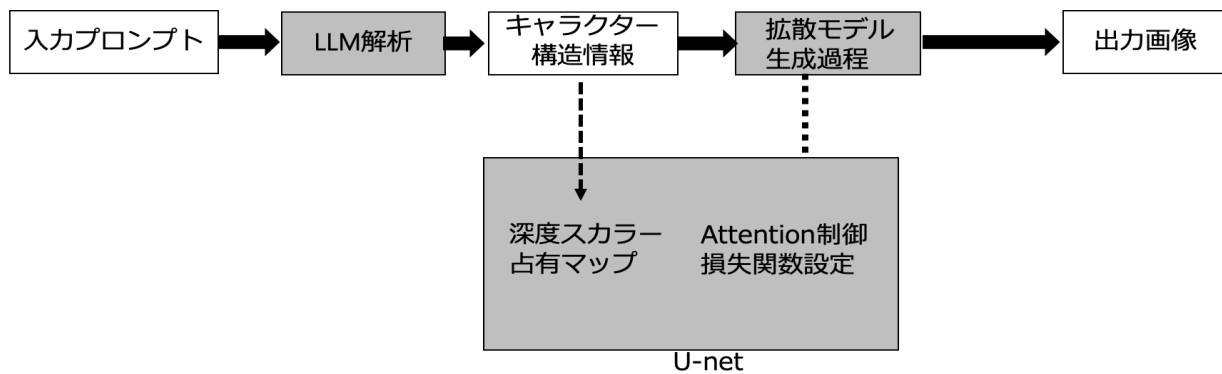 入力プロンプト
LLM解析
キャラクター
構造情報
拡散モデル
生成過程
出力画像
深度スカラー
占有マップ
Attention制御
損失関数設定
U-net